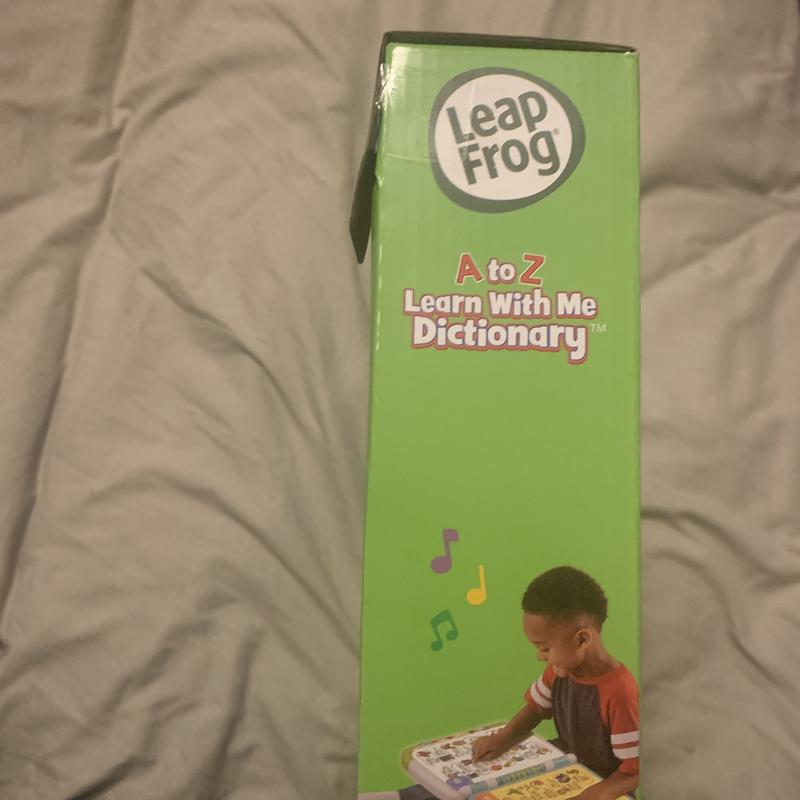 Leap
Frog®
A to Z
Learn With Me
Dictionary™